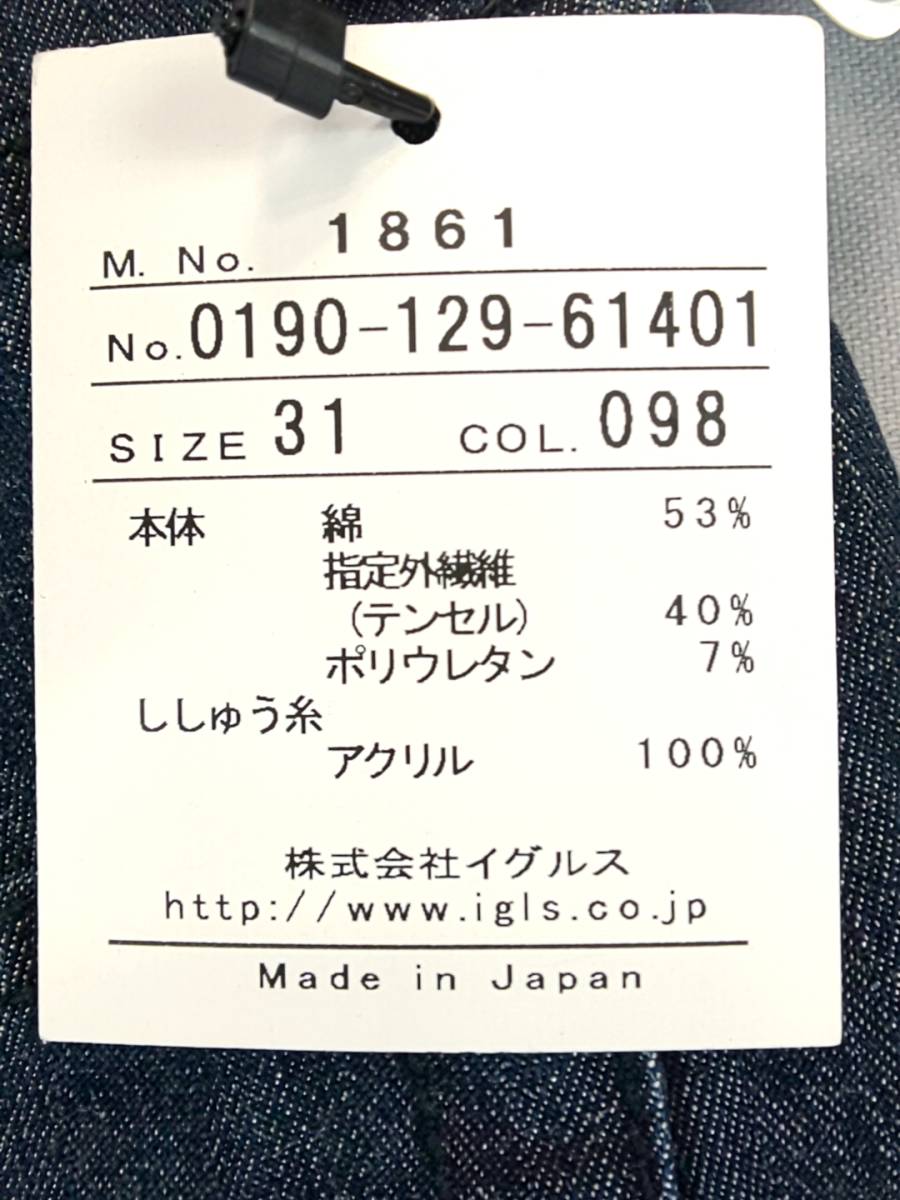 M. No. 1861
No. 0190-129-61401
SIZE 31 COL. 098
本体 綿 53%
指定外繊維
(テンセル) 40%
ポリウレタン 7%
ししゅう糸
アクリル 100%
株式会社イグルス
http://www.igls.co.jp
Made in Japan